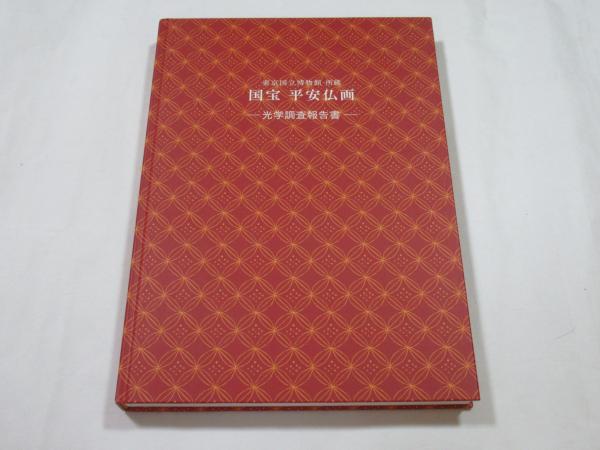 東京国立博物館 所蔵
国宝 平安仏画
―光学調査報告書―